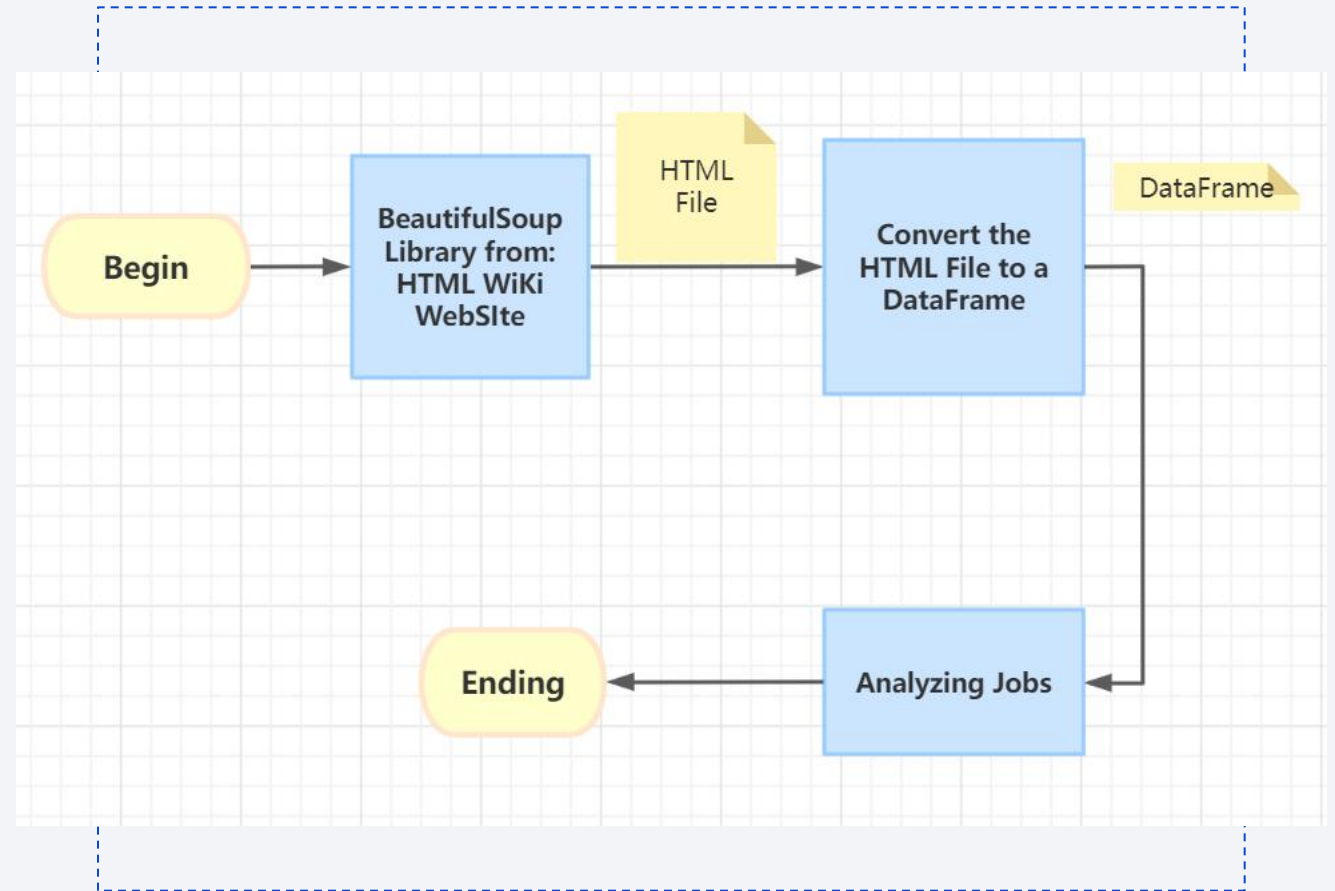 Begin
BeautifulSoup
Library from:
HTML WiKi
WebSIte
HTML
File
Convert the
HTML File to a
DataFrame
DataFrame
Analyzing Jobs
Ending